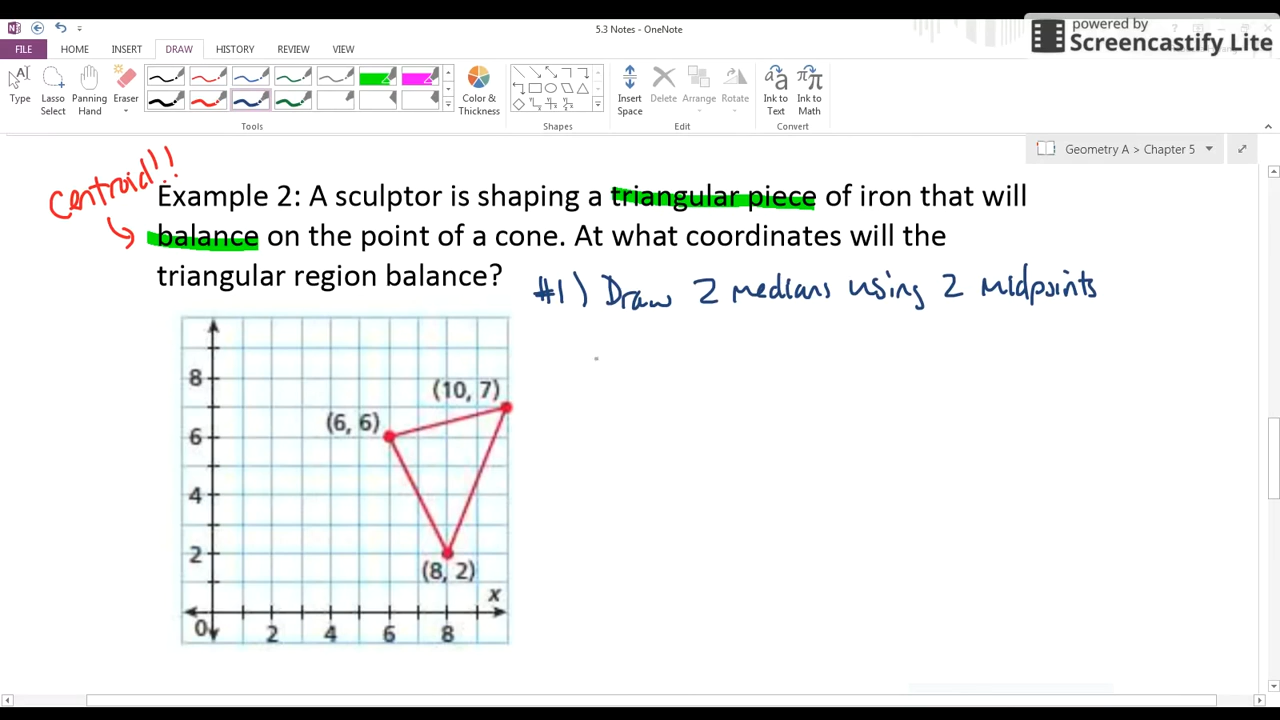 5.3 Notes - OneNote
powered by
Screencastify Lite
FILE HOME INSERT DRAW HISTORY REVIEW VIEW
Type
Lasso Select
Panning Hand
Eraser
Color & Thickness
Insert Space
Delete
Arrange
Rotate
Ink to Text
Ink to Math
Tools
Shapes
Edit
Convert
Geometry A > Chapter 5
centroid!!
Example 2: A sculptor is shaping a triangular piece of iron that will
balance on the point of a cone. At what coordinates will the
triangular region balance?
#1) Draw 2 medians using 2 midpoints
8
(10, 7)
(6, 6)
6
4
2
(8, 2)
x
0 2 4 6 8